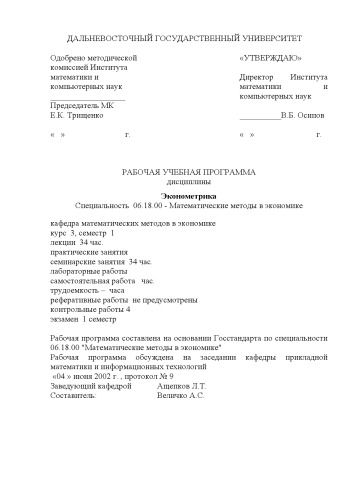 ДАЛЬНЕВОСТОЧНЫЙ ГОСУДАРСТВЕННЫЙ УНИВЕРСИТЕТ
Одобрено методической
комиссией Института
математики и
компьютерных наук
___________________
Председатель МК
Е.К. Трищенко
« » г.
«УТВЕРЖДАЮ»
Директор Института
математики и
компьютерных наук
__________В.Б. Осипов
« » г.
РАБОЧАЯ УЧЕБНАЯ ПРОГРАММА
дисциплины
Эконометрика
Специальность 06.18.00 - Математические методы в экономике
кафедра математических методов в экономике
курс 3, семестр 1
лекции 34 час.
практические занятия
семинарские занятия 34 час.
лабораторные работы
самостоятельная работа час.
трудоемкость – часа
реферативные работы не предусмотрены
контрольные работы 4
экзамен 1 семестр
Рабочая программа составлена на основании Госстандарта по специальности
06.18.00 "Математические методы в экономике"
Рабочая программа обсуждена на заседании кафедры прикладной
математики и информационных технологий
«04 » июня 2002 г. , протокол № 9
Заведующий кафедрой Ащепков Л.Т.
Составитель: Величко А.С.